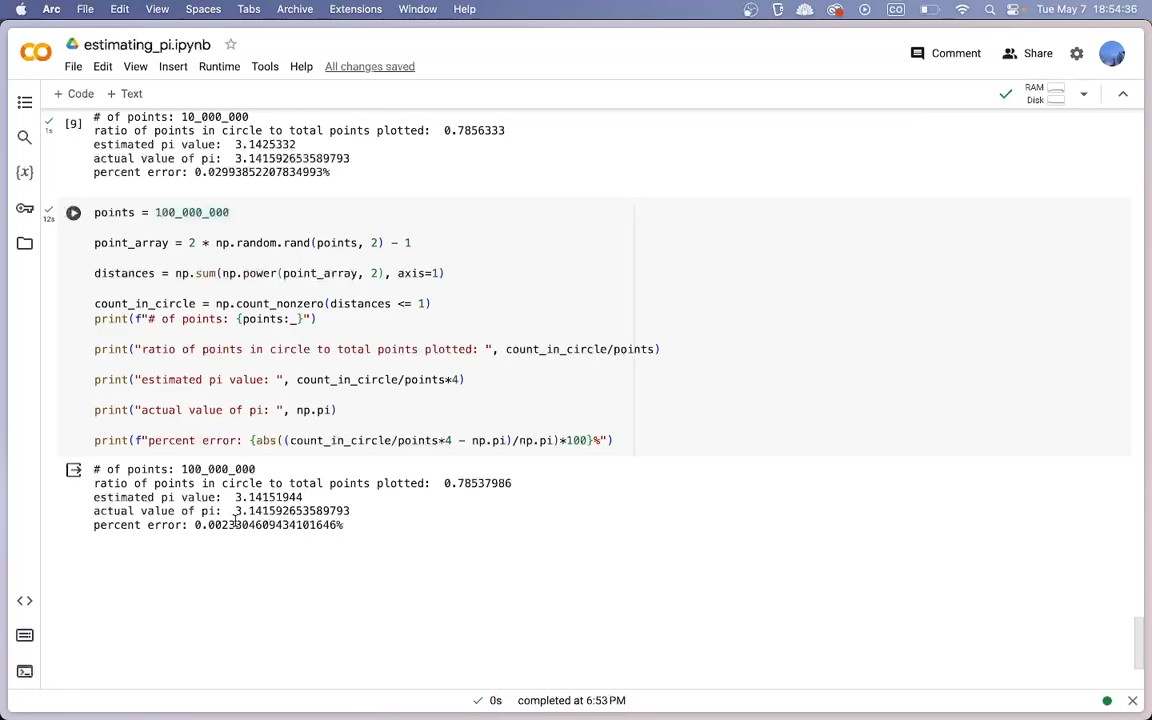 Arc File Edit View Spaces Tabs Archive Extensions Window Help Tue May 7 18:54:36
estimating_pi.ipynb
File Edit View Insert Runtime Tools Help All changes saved
Comment Share
+ Code + Text
RAM
Disk
[9]
1s
# of points: 10_000_000
ratio of points in circle to total points plotted:  0.7856333
estimated pi value:  3.1425332
actual value of pi:  3.141592653589793
percent error: 0.02993852207834993%
12s
points = 100_000_000
point_array = 2 * np.random.rand(points, 2) - 1
distances = np.sum(np.power(point_array, 2), axis=1)
count_in_circle = np.count_nonzero(distances <= 1)
print(f"# of points: {points:_}")
print("ratio of points in circle to total points plotted: ", count_in_circle/points)
print("estimated pi value: ", count_in_circle/points*4)
print("actual value of pi: ", np.pi)
print(f"percent error: {abs((count_in_circle/points*4 - np.pi)/np.pi)*100}%")
# of points: 100_000_000
ratio of points in circle to total points plotted:  0.78537986
estimated pi value:  3.14151944
actual value of pi:  3.141592653589793
percent error: 0.0023304609434101646%
0s completed at 6:53 PM